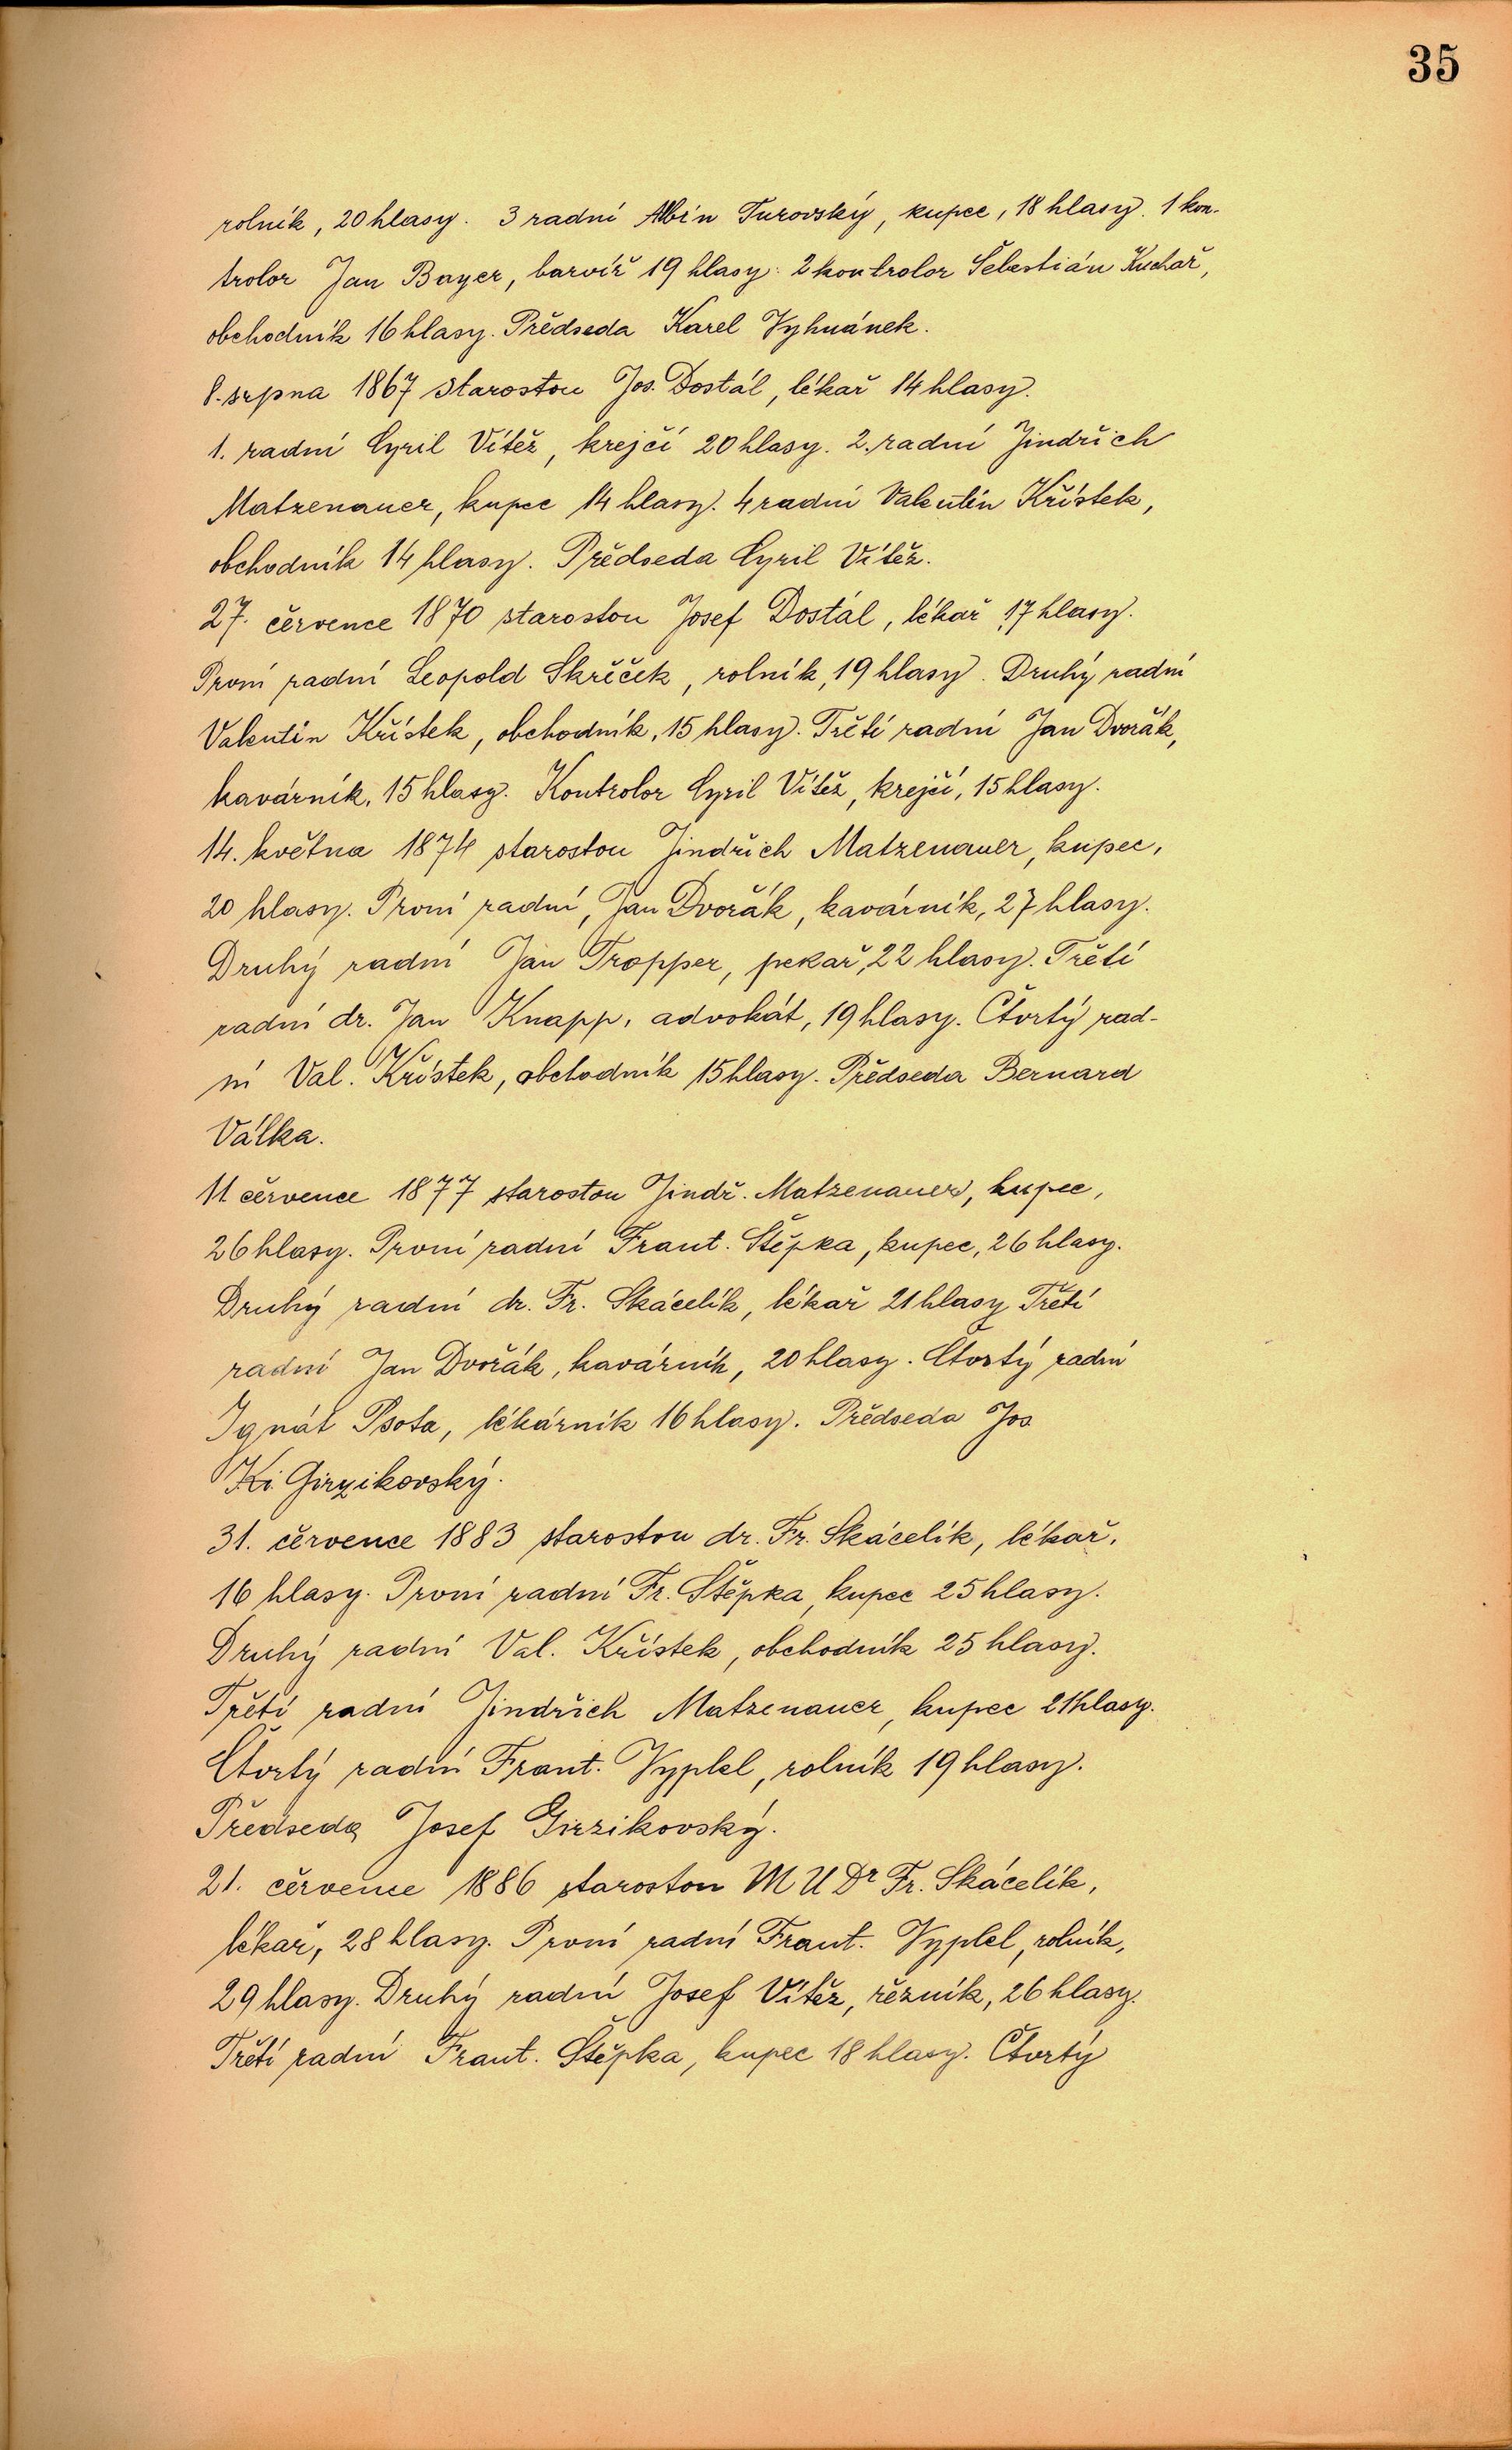 35
rolník, 20 hlasy. 3 radní Albín Turovský, kupec, 18 hlasy. 1 kon-
trolor Jan Bayer, barvíř 19 hlasy. 2 kontrolor Šebestián Kuchař,
obchodník 16 hlasy. Předseda Karel Vyhnánek.
8. srpna 1867 starostou Jos. Dostál, lékař 14 hlasy.
1. radní Cyril Vítěz, krejčí 20 hlasy. 2. radní Jindřich
Matzenauer, kupec 14 hlasy. 4 radní Valentin Křístek,
obchodník 14 hlasy. Předseda Cyril Vítěz.
27. července 1870 starostou Josef Dostál, lékař 17 hlasy.
První radní Leopold Skřeček, rolník, 19 hlasy. Druhý radní
Valentin Křístek, obchodník, 15 hlasy. Třetí radní Jan Dvořák,
kavárník, 15 hlasy. Kontrolor Cyril Vítěz, krejčí, 15 hlasy.
14. května 1874 starostou Jindřich Matzenauer, kupec,
20 hlasy. První radní, Jan Dvořák, kavárník, 27 hlasy.
Druhý radní Jan Tropper, pekař, 22 hlasy. Třetí
radní dr. Jan Knapp, advokát, 19 hlasy. Čtvrtý rad-
ní Val. Křístek, obchodník 15 hlasy. Předseda Bernard
Válka.
11 července 1877 starostou Jindř. Matzenauer, kupec,
26 hlasy. První radní Frant. Štěpka, kupec, 26 hlasy.
Druhý radní dr. Fr. Skácelík, lékař 21 hlasy Třetí
radní Jan Dvořák, kavárník, 20 hlasy. Čtvrtý radní
Ignát Psota, lékárník 16 hlasy. Předseda Jos
Girzikovský.
31. července 1883 starostou dr. Fr. Skácelík, lékař,
16 hlasy. První radní Fr. Štěpka, kupec 25 hlasy.
Druhý radní Val. Křístek, obchodník 25 hlasy.
Třetí radní Jindřich Matzenauer, kupec 21 hlasy.
Čtvrtý radní Frant. Vyplel, rolník 19 hlasy.
Předseda Josef Girzikovský.
21. července 1886 starostou MUDr Fr. Skácelík,
lékař, 28 hlasy. První radní Frant. Vyplel, rolník,
29 hlasy. Druhý radní Josef Vítěz, řezník, 26 hlasy.
Třetí radní Frant. Štěpka, kupec 18 hlasy. Čtvrtý